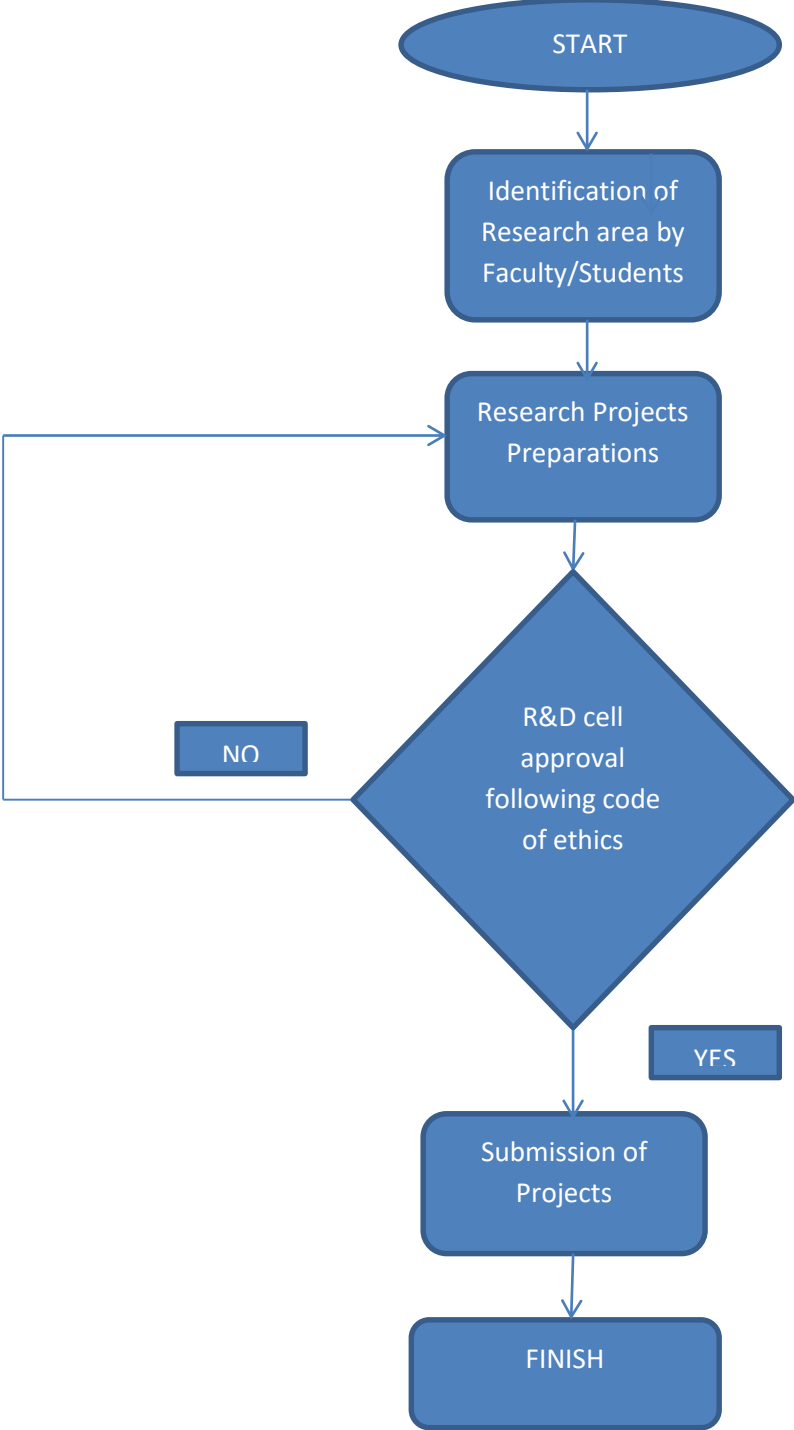 START
Identification of
Research area by
Faculty/Students
Research Projects
Preparations
R&D cell
approval
following code
of ethics
NO
YES
Submission of
Projects
FINISH